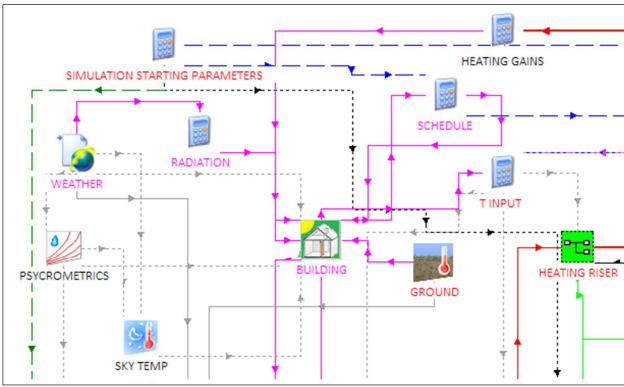 HEATING GAINS
SIMULATION STARTING PARAMETERS
SCHEDULE
RADIATION
WEATHER
T INPUT
PSYCROMETRICS
BUILDING
GROUND
HEATING RISER
SKY TEMP